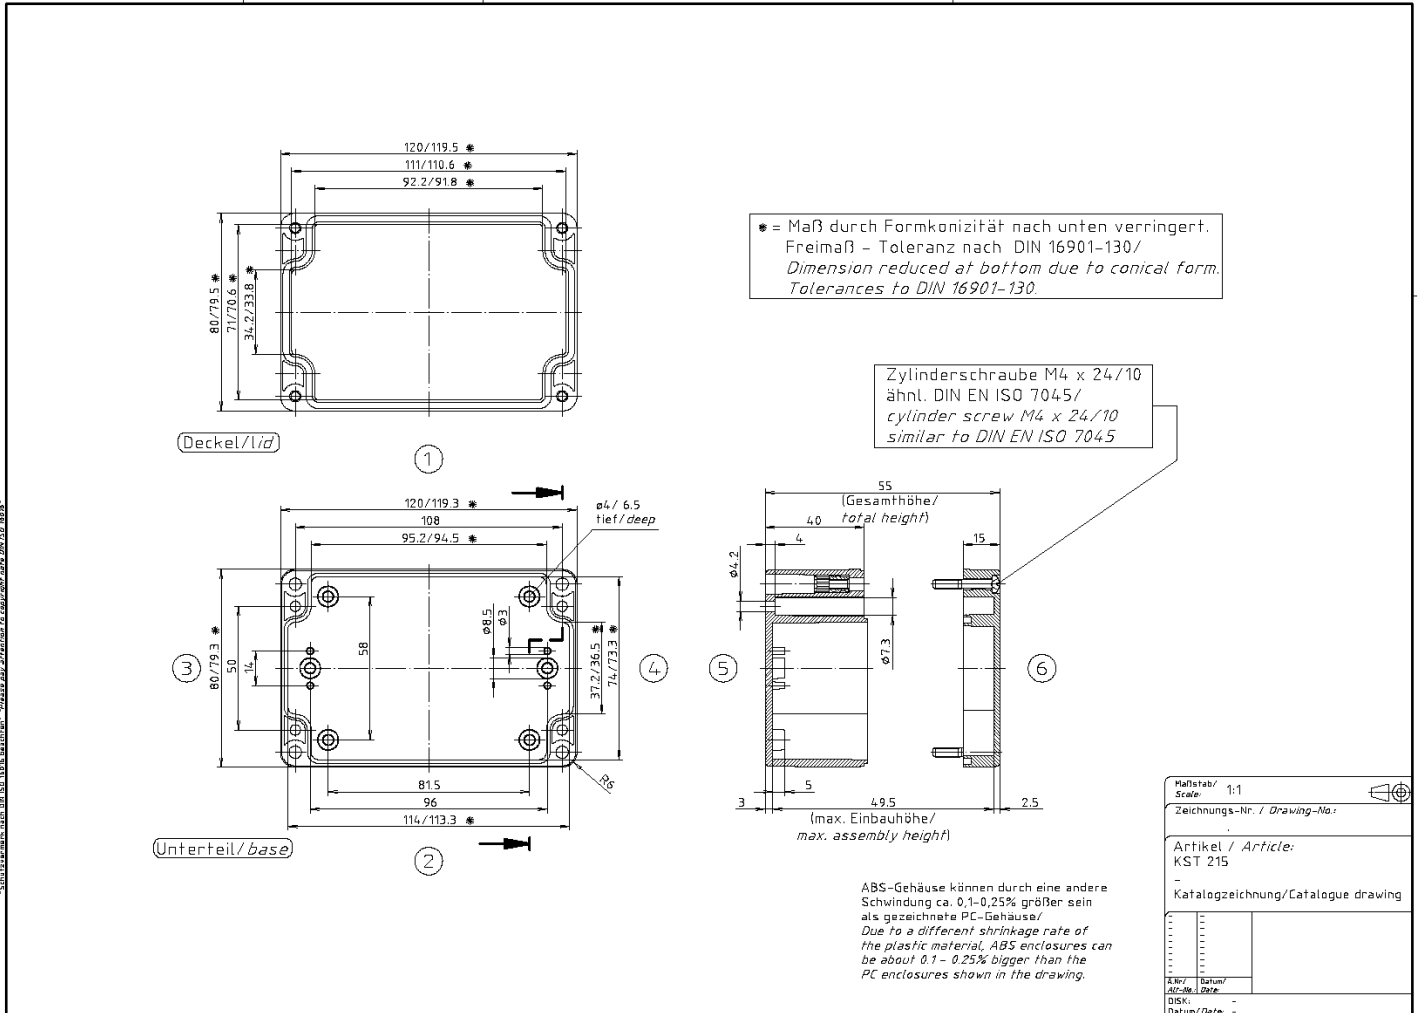 120/119.5 *
111/110.6 *
92.2/91.8 *
80/79.5 *
71/70.6 *
34.2/33.8 *
Deckel/lid
1
* = Maß durch Formkonizität nach unten verringert.
Freimaß – Toleranz nach DIN 16901–130/
Dimension reduced at bottom due to conical form.
Tolerances to DIN 16901–130.
Zylinderschraube M4 x 24/10
ähnl. DIN EN ISO 7045/
cylinder screw M4 x 24/10
similar to DIN EN ISO 7045
120/119.3 *
108
95.2/94.5 *
ø4/ 6.5
tief/deep
80/79.3 *
50
14
58
ø8.5
ø3
37.2/36.5 *
74/73.3 *
3
4
R6
81.5
96
114/113.3 *
Unterteil/base
2
55
(Gesamthöhe/
total height)
40
4
15
ø4.2
ø7.3
5
6
5
3
49.5
2.5
(max. Einbauhöhe/
max. assembly height)
ABS–Gehäuse können durch eine andere
Schwindung ca. 0,1–0,25% größer sein
als gezeichnete PC–Gehäuse/
Due to a different shrinkage rate of
the plastic material, ABS enclosures can
be about 0.1 – 0.25% bigger than the
PC enclosures shown in the drawing.
Maßstab/
Scale: 1:1
Zeichnungs–Nr. / Drawing–No.:
Artikel / Article:
KST 215
–
Katalogzeichnung/Catalogue drawing
Ä.Nr/ Datum/
Alt–No.: Date:
DISK: –
Datum/Date: –